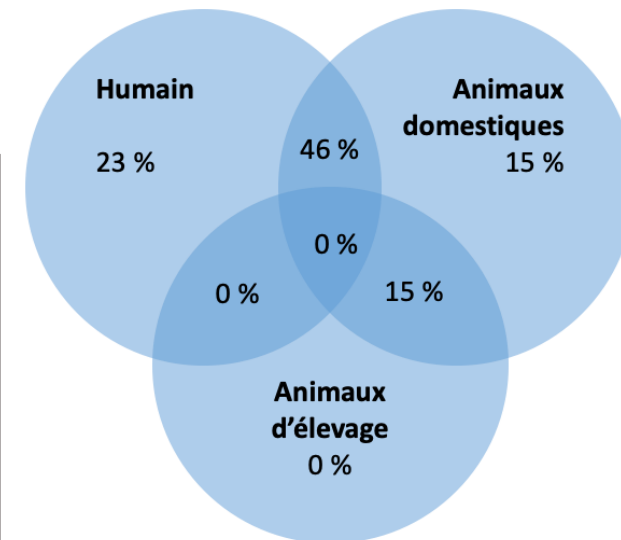 Humain
23 %
Animaux
domestiques
15 %
46 %
0 %
0 %
15 %
Animaux
d’élevage
0 %